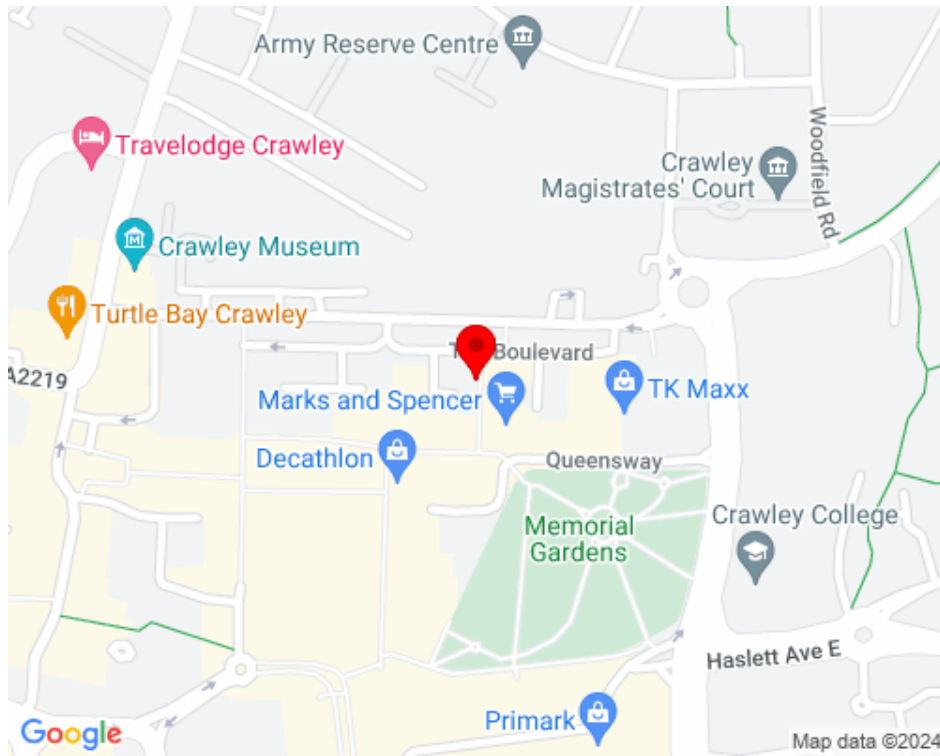 Army Reserve Centre
Travelodge Crawley
Crawley
Magistrates' Court
Woodfield Rd
Crawley Museum
Turtle Bay Crawley
Boulevard
A2219
Marks and Spencer
TK Maxx
Decathlon
Queensway
Memorial
Gardens
Crawley College
Haslett Ave E
Primark
Google
Map data ©2024